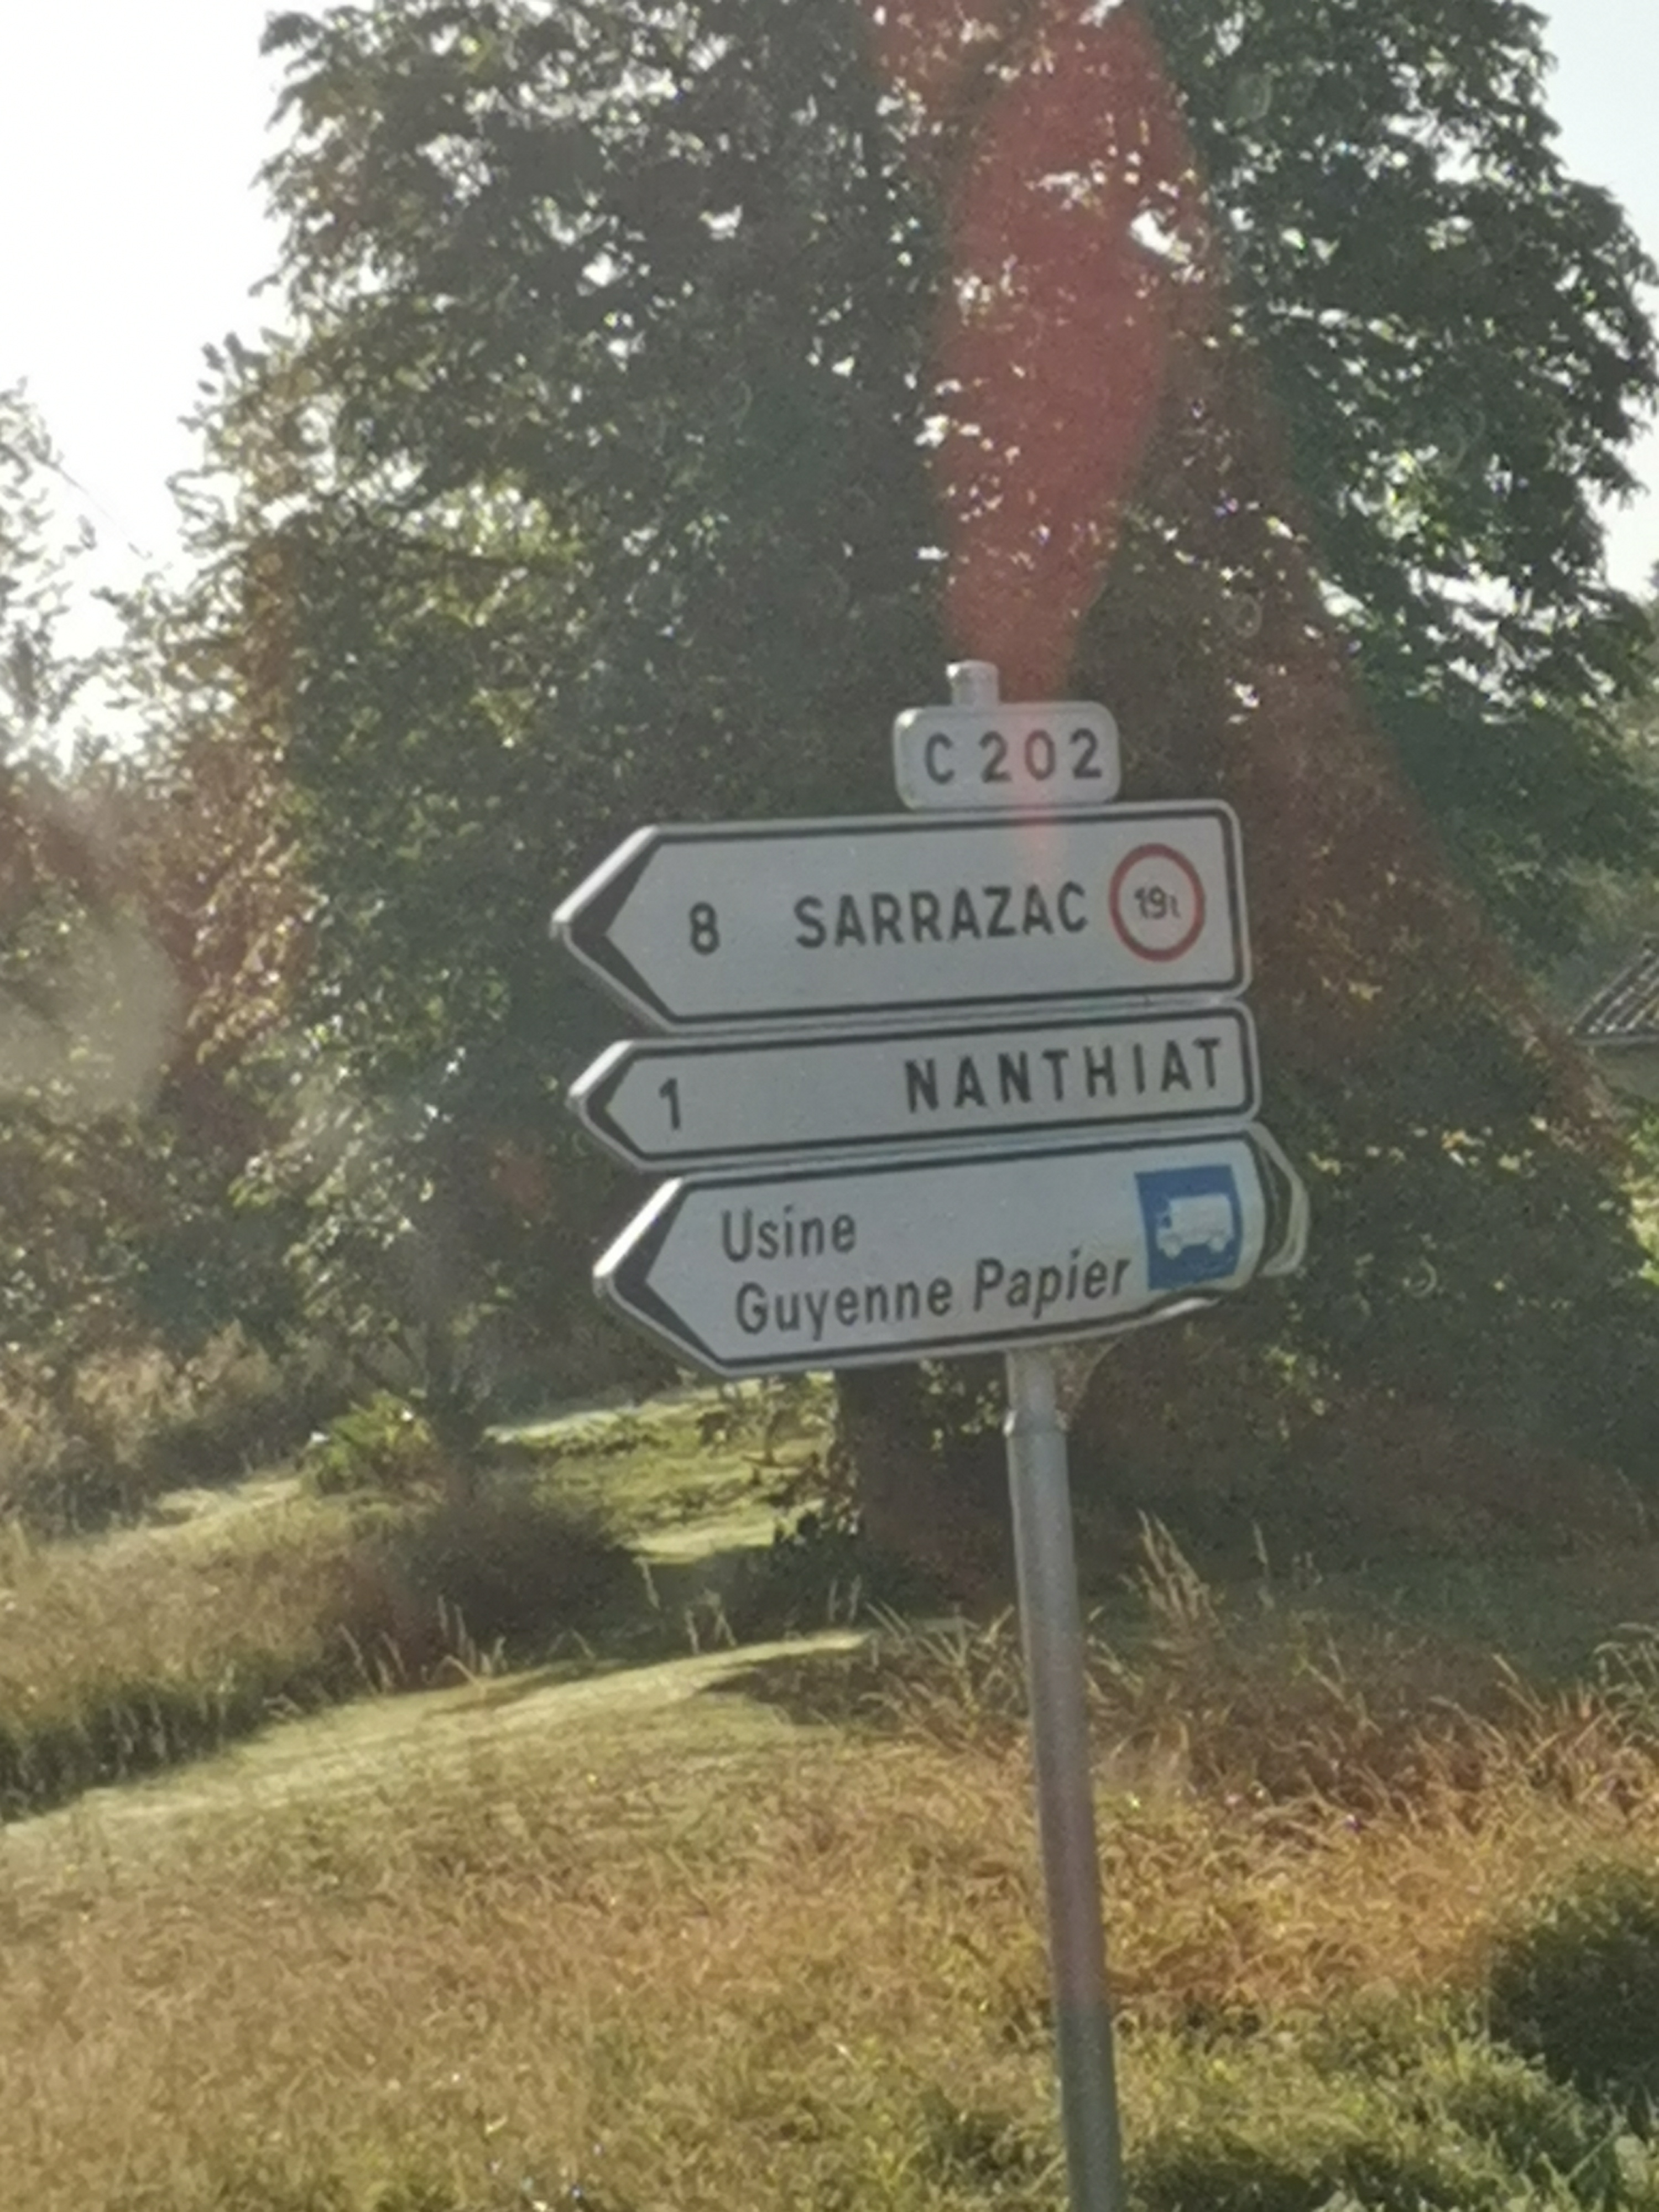 C 202
8 SARRAZAC 19t
1 NANTHIAT
Usine
Guyenne Papier